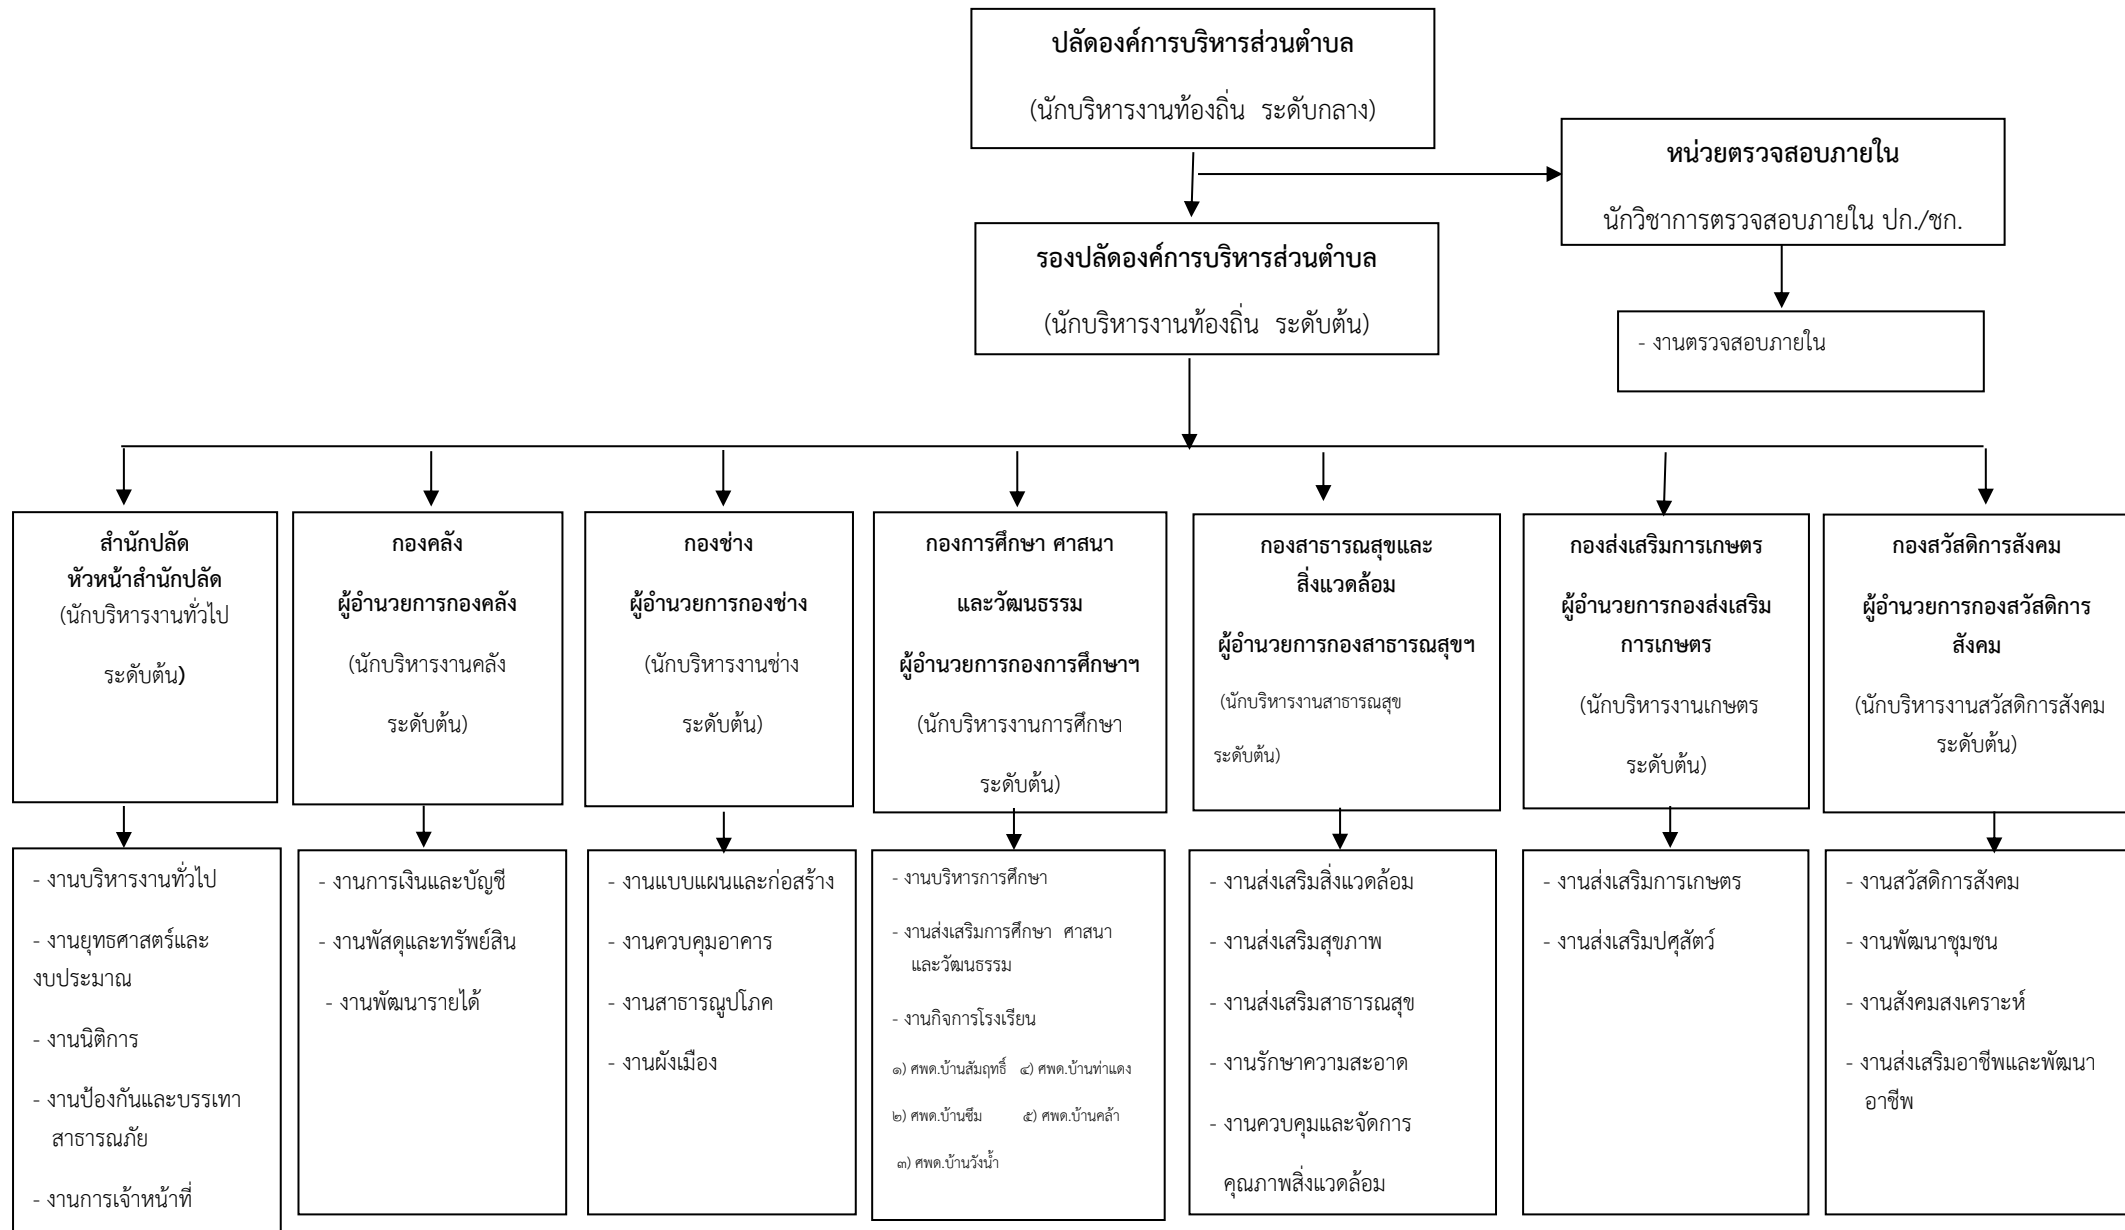 ปลัดองค์การบริหารส่วนตำบล
(นักบริหารงานท้องถิ่น ระดับกลาง)
หน่วยตรวจสอบภายใน
นักวิชาการตรวจสอบภายใน ปก./ชก.
รองปลัดองค์การบริหารส่วนตำบล
(นักบริหารงานท้องถิ่น ระดับต้น)
- งานตรวจสอบภายใน
สำนักปลัด
หัวหน้าสำนักปลัด
(นักบริหารงานทั่วไป
ระดับต้น)
กองคลัง
ผู้อำนวยการกองคลัง
(นักบริหารงานคลัง
ระดับต้น)
กองช่าง
ผู้อำนวยการกองช่าง
(นักบริหารงานช่าง
ระดับต้น)
กองการศึกษา ศาสนา
และวัฒนธรรม
ผู้อำนวยการกองการศึกษาฯ
(นักบริหารงานการศึกษา
ระดับต้น)
กองสาธารณสุขและ
สิ่งแวดล้อม
ผู้อำนวยการกองสาธารณสุขฯ
(นักบริหารงานสาธารณสุข
ระดับต้น)
กองส่งเสริมการเกษตร
ผู้อำนวยการกองส่งเสริม
การเกษตร
(นักบริหารงานเกษตร
ระดับต้น)
กองสวัสดิการสังคม
ผู้อำนวยการกองสวัสดิการ
สังคม
(นักบริหารงานสวัสดิการสังคม
ระดับต้น)
- งานบริหารงานทั่วไป
- งานยุทธศาสตร์และ
งบประมาณ
- งานนิติการ
- งานป้องกันและบรรเทา
สาธารณภัย
- งานการเจ้าหน้าที่
- งานการเงินและบัญชี
- งานพัสดุและทรัพย์สิน
- งานพัฒนารายได้
- งานแบบแผนและก่อสร้าง
- งานควบคุมอาคาร
- งานสาธารณูปโภค
- งานผังเมือง
- งานบริหารการศึกษา
- งานส่งเสริมการศึกษา ศาสนา
และวัฒนธรรม
- งานกิจการโรงเรียน
๑) ศพด.บ้านสัมฤทธิ์ ๔) ศพด.บ้านท่าแดง
๒) ศพด.บ้านซึม ๕) ศพด.บ้านคล้า
๓) ศพด.บ้านวังน้ำ
- งานส่งเสริมสิ่งแวดล้อม
- งานส่งเสริมสุขภาพ
- งานส่งเสริมสาธารณสุข
- งานรักษาความสะอาด
- งานควบคุมและจัดการ
คุณภาพสิ่งแวดล้อม
- งานส่งเสริมการเกษตร
- งานส่งเสริมปศุสัตว์
- งานสวัสดิการสังคม
- งานพัฒนาชุมชน
- งานสังคมสงเคราะห์
- งานส่งเสริมอาชีพและพัฒนา
อาชีพ